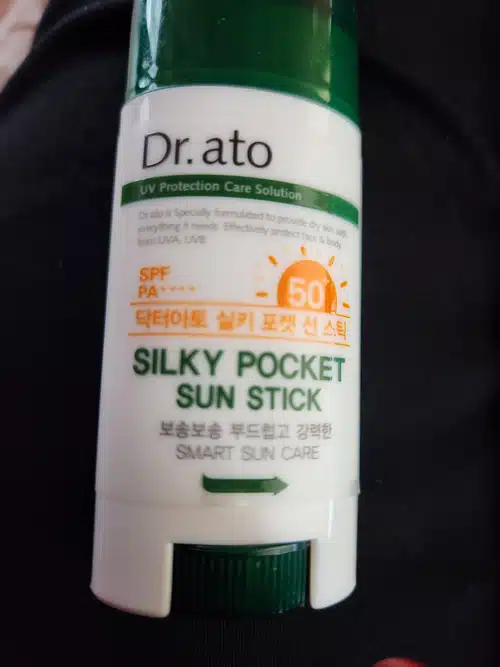 Dr.ato
UV Protection Care Solution
Dr.ato is Specially formulated to provide dry skin with
everything it needs. Effectively protect face & body
from UVA, UVB
SPF
50+
PA++++
닥터아토 실키 포켓 선 스틱
SILKY POCKET
SUN STICK
보송보송 부드럽고 강력한
SMART SUN CARE